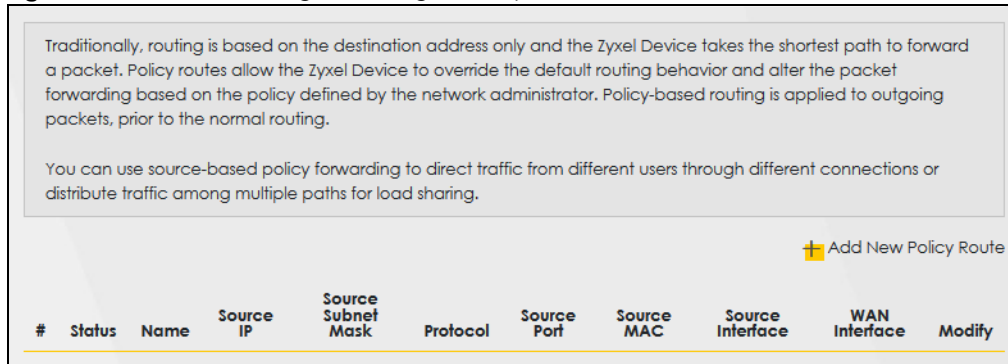 Traditionally, routing is based on the destination address only and the Zyxel Device takes the shortest path to forward
a packet. Policy routes allow the Zyxel Device to override the default routing behavior and alter the packet
forwarding based on the policy defined by the network administrator. Policy-based routing is applied to outgoing
packets, prior to the normal routing.
You can use source-based policy forwarding to direct traffic from different users through different connections or
distribute traffic among multiple paths for load sharing.
+ Add New Policy Route
# Status Name Source IP Source Subnet Mask Protocol Source Port Source MAC Source Interface WAN Interface Modify